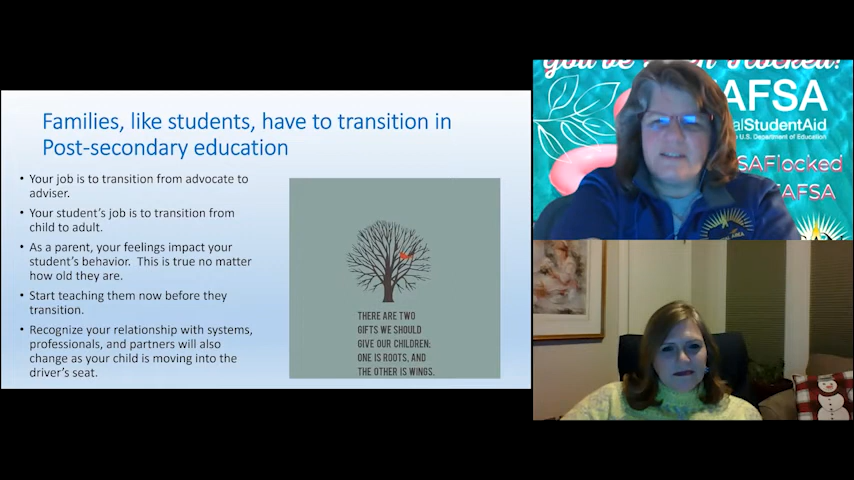 Families, like students, have to transition in
Post-secondary education
• Your job is to transition from advocate to
adviser.
• Your student's job is to transition from
child to adult.
• As a parent, your feelings impact your
student's behavior. This is true no matter
how old they are.
• Start teaching them now before they
transition.
• Recognize your relationship with systems,
professionals, and partners will also
change as your child is moving into the
driver's seat.
THERE ARE TWO
GIFTS WE SHOULD
GIVE OUR CHILDREN:
ONE IS ROOTS, AND
THE OTHER IS WINGS.
AFSA
alStudentAid
U.S. Department of Education
SAFlocked
AFSA